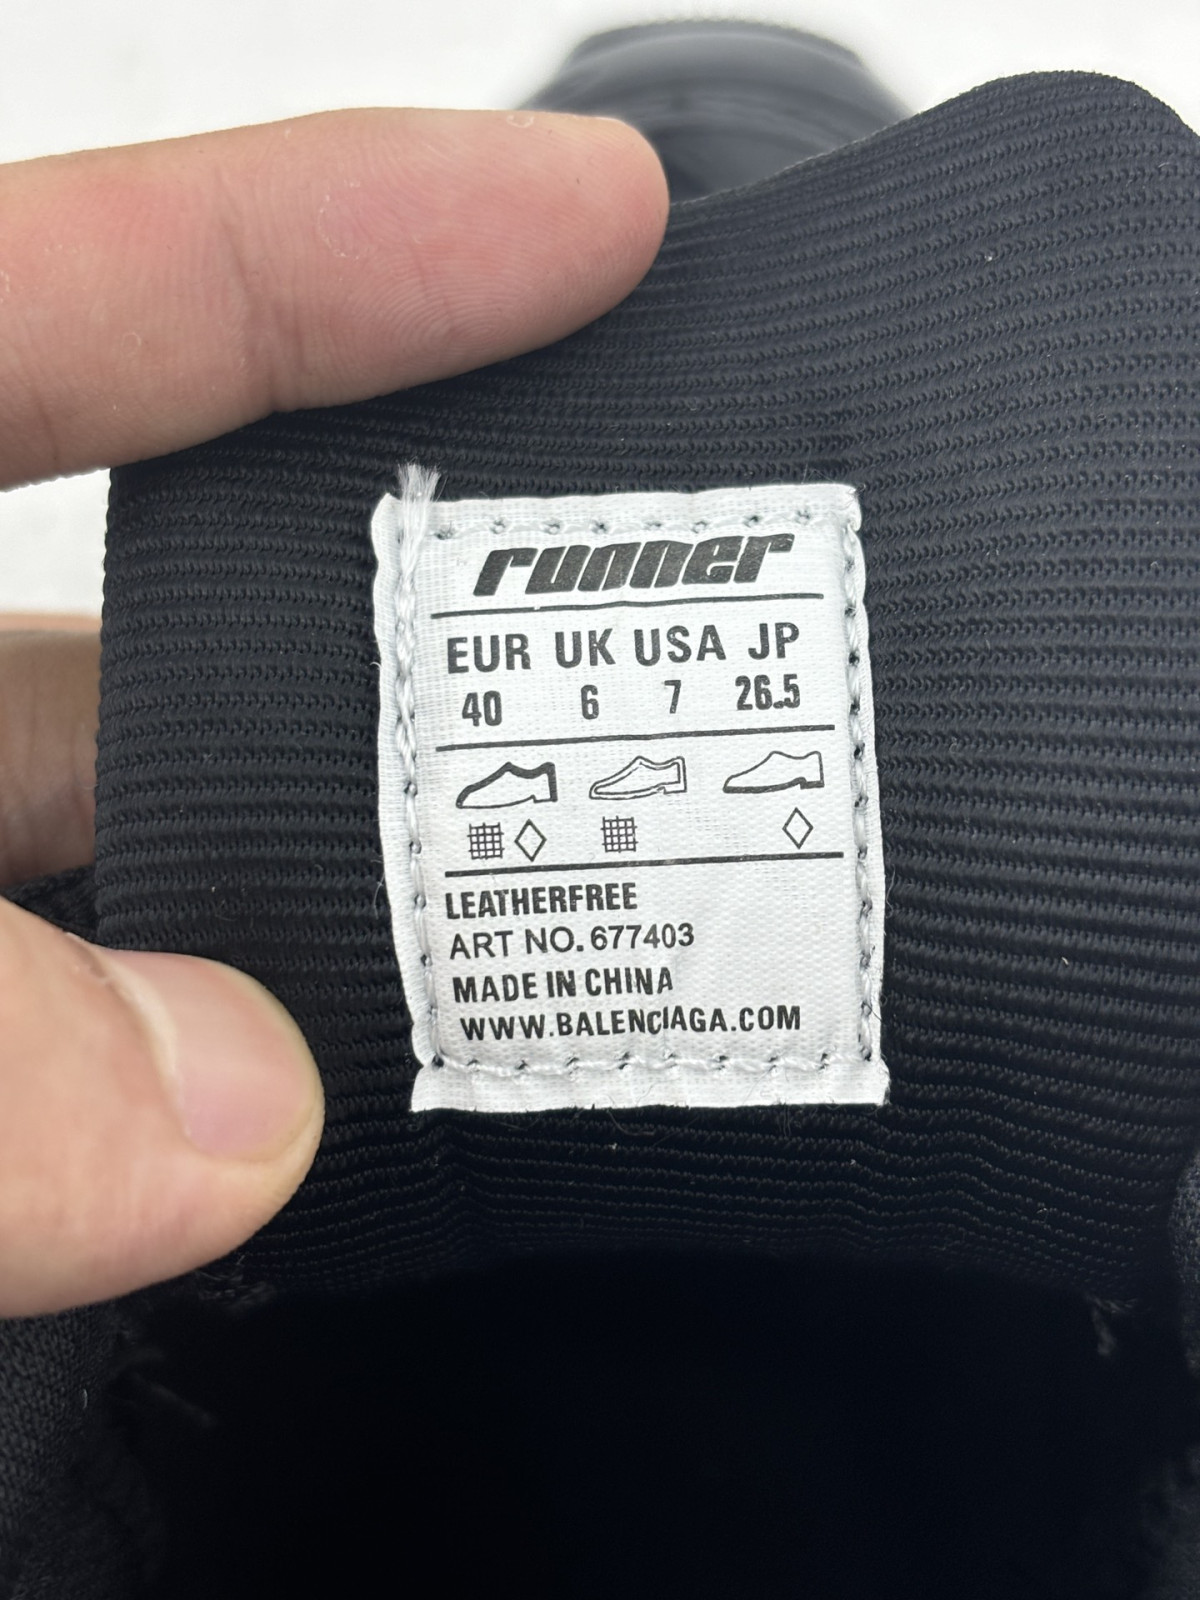 runner
EUR UK USA JP
40 6 7 26.5
LEATHERFREE
ART NO. 677403
MADE IN CHINA
WWW.BALENCIAGA.COM